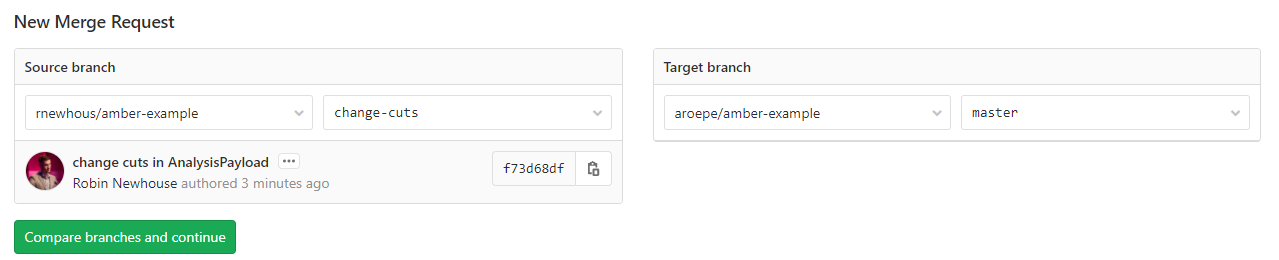 New Merge Request
Source branch
rnewhous/amber-example
change-cuts
change cuts in AnalysisPayload ···
Robin Newhouse authored 3 minutes ago
f73d68df
Target branch
aroepe/amber-example
master
Compare branches and continue